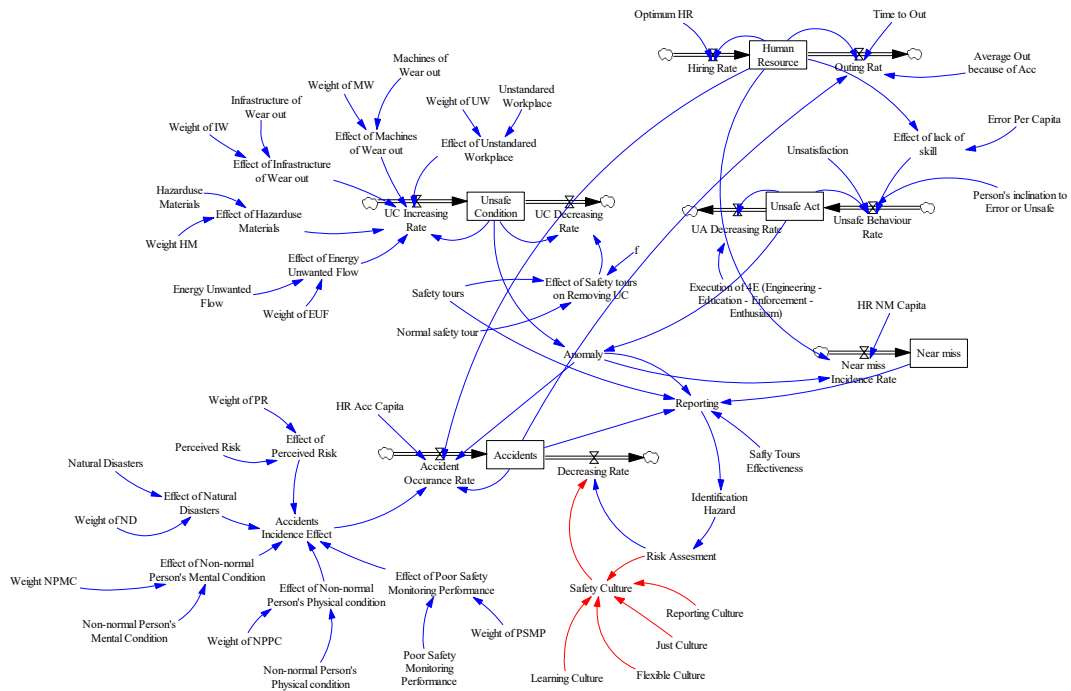 Optimum HR
Time to Out
Human
Resource
Hiring Rate
Outing Rat
Average Out
because of Acc
Machines of
Wear out
Weight of MW
Unstandared
Workplace
Weight of UW
Infrastructure of
Wear out
Weight of IW
Effect of Machines
of Wear out
Effect of Unstandared
Workplace
Error Per Capita
Effect of lack of
skill
Unsatisfaction
Effect of Infrastructure
of Wear out
Hazarduse
Materials
Effect of Hazarduse
Materials
Weight HM
UC Increasing
Rate
Unsafe
Condition
UC Decreasing
Rate
Unsafe Act
UA Decreasing Rate
Unsafe Behaviour
Rate
Person's inclination to
Error or Unsafe
Effect of Energy
Unwanted Flow
Energy Unwanted
Flow
Weight of EUF
f
Safety tours
Effect of Safety tours
on Removing UC
Execution of 4E (Engineering -
Education - Enforcement -
Enthusiasm)
Normal safety tour
HR NM Capita
Anomaly
Near miss
Incidence Rate
Near miss
Weight of PR
HR Acc Capita
Reporting
Perceived Risk
Effect of
Perceived Risk
Accident
Occurance Rate
Accidents
Decreasing Rate
Saffy Tours
Effectiveness
Natural Disasters
Effect of Natural
Disasters
Weight of ND
Accidents
Incidence Effect
Identification
Hazard
Risk Assesment
Effect of Non-normal
Person's Mental Condition
Weight NPMC
Effect of Non-normal
Person's Physical condition
Effect of Poor Safety
Monitoring Performance
Safety Culture
Reporting Culture
Non-normal Person's
Mental Condition
Weight of NPPC
Weight of PSMP
Just Culture
Poor Safety
Monitoring
Performance
Non-normal Person's
Physical condition
Learning Culture
Flexible Culture